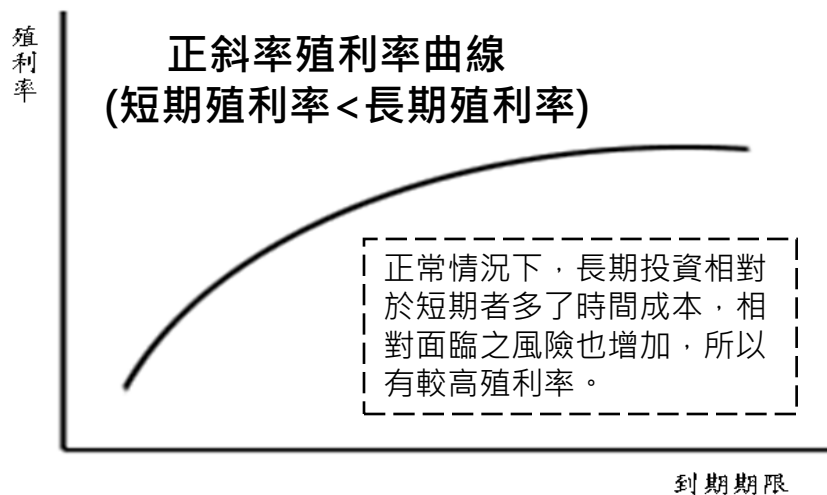 殖利率
正斜率殖利率曲線
(短期殖利率<長期殖利率)
正常情況下，長期投資相對
於短期者多了時間成本，相
對面臨之風險也增加，所以
有較高殖利率。
到期期限